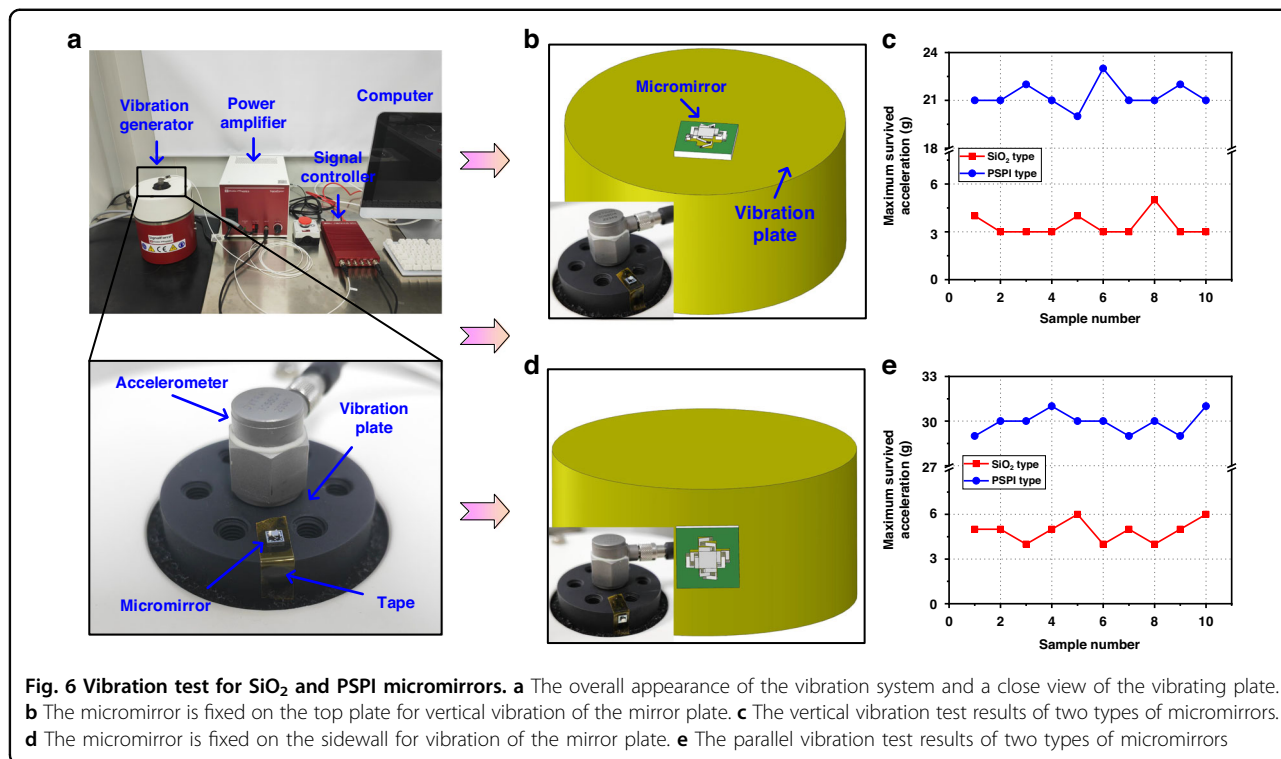 a
Vibration
generator
Power
amplifier
Computer
Signal
controller
Accelerometer
Vibration
plate
Micromirror
Tape
b
Micromirror
Vibration
plate
c
Maximum survived
acceleration (g)
24
21
18
6
3
0
SiO₂ type
PSPI type
0 2 4 6 8 10
Sample number
d
e
Maximum survived
acceleration (g)
33
30
27
6
3
0
SiO₂ type
PSPI type
0 2 4 6 8 10
Sample number
Fig. 6 Vibration test for SiO₂ and PSPI micromirrors. a The overall appearance of the vibration system and a close view of the vibrating plate.
b The micromirror is fixed on the top plate for vertical vibration of the mirror plate. c The vertical vibration test results of two types of micromirrors.
d The micromirror is fixed on the sidewall for vibration of the mirror plate. e The parallel vibration test results of two types of micromirrors